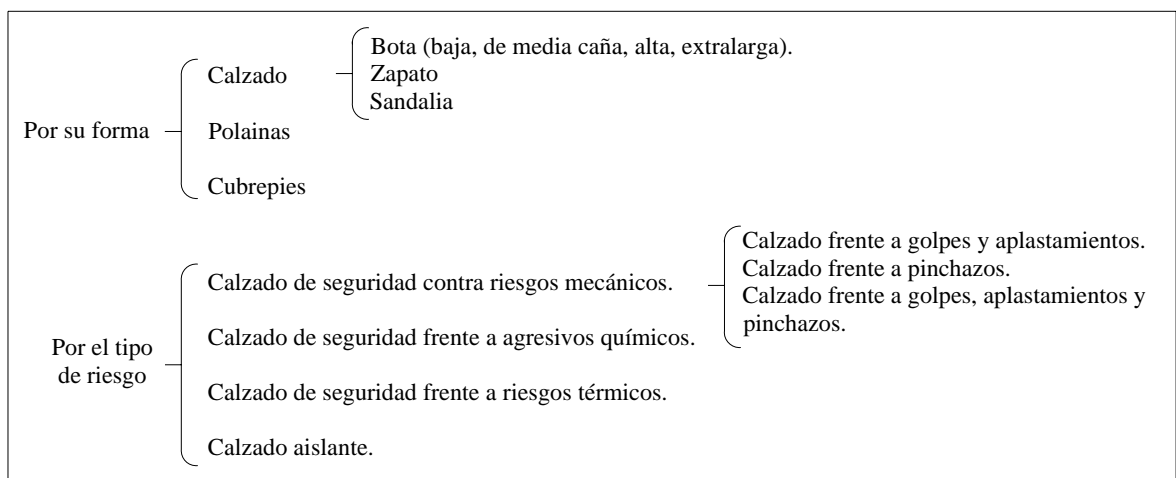 Por su forma
Calzado
Bota (baja, de media caña, alta, extralarga).
Zapato
Sandalia
Polainas
Cubrepies
Por el tipo
de riesgo
Calzado de seguridad contra riesgos mecánicos.
Calzado frente a golpes y aplastamientos.
Calzado frente a pinchazos.
Calzado frente a golpes, aplastamientos y
pinchazos.
Calzado de seguridad frente a agresivos químicos.
Calzado de seguridad frente a riesgos térmicos.
Calzado aislante.